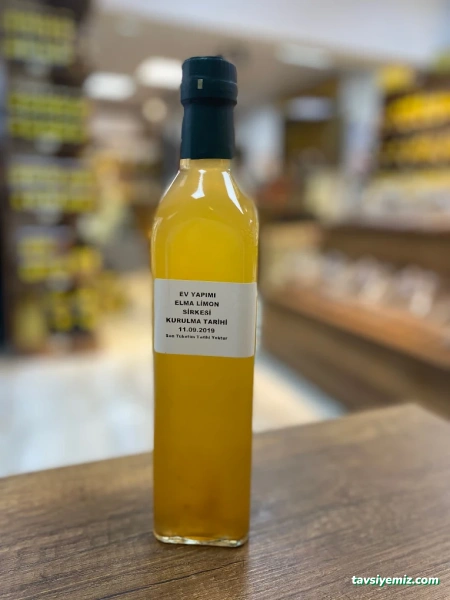 EV YAPIMI
ELMA LİMON
SİRKESİ
KURULMA TARİHİ
11.09.2019
Son Tüketim Tarihi Yoktur
tavsiyemiz.com